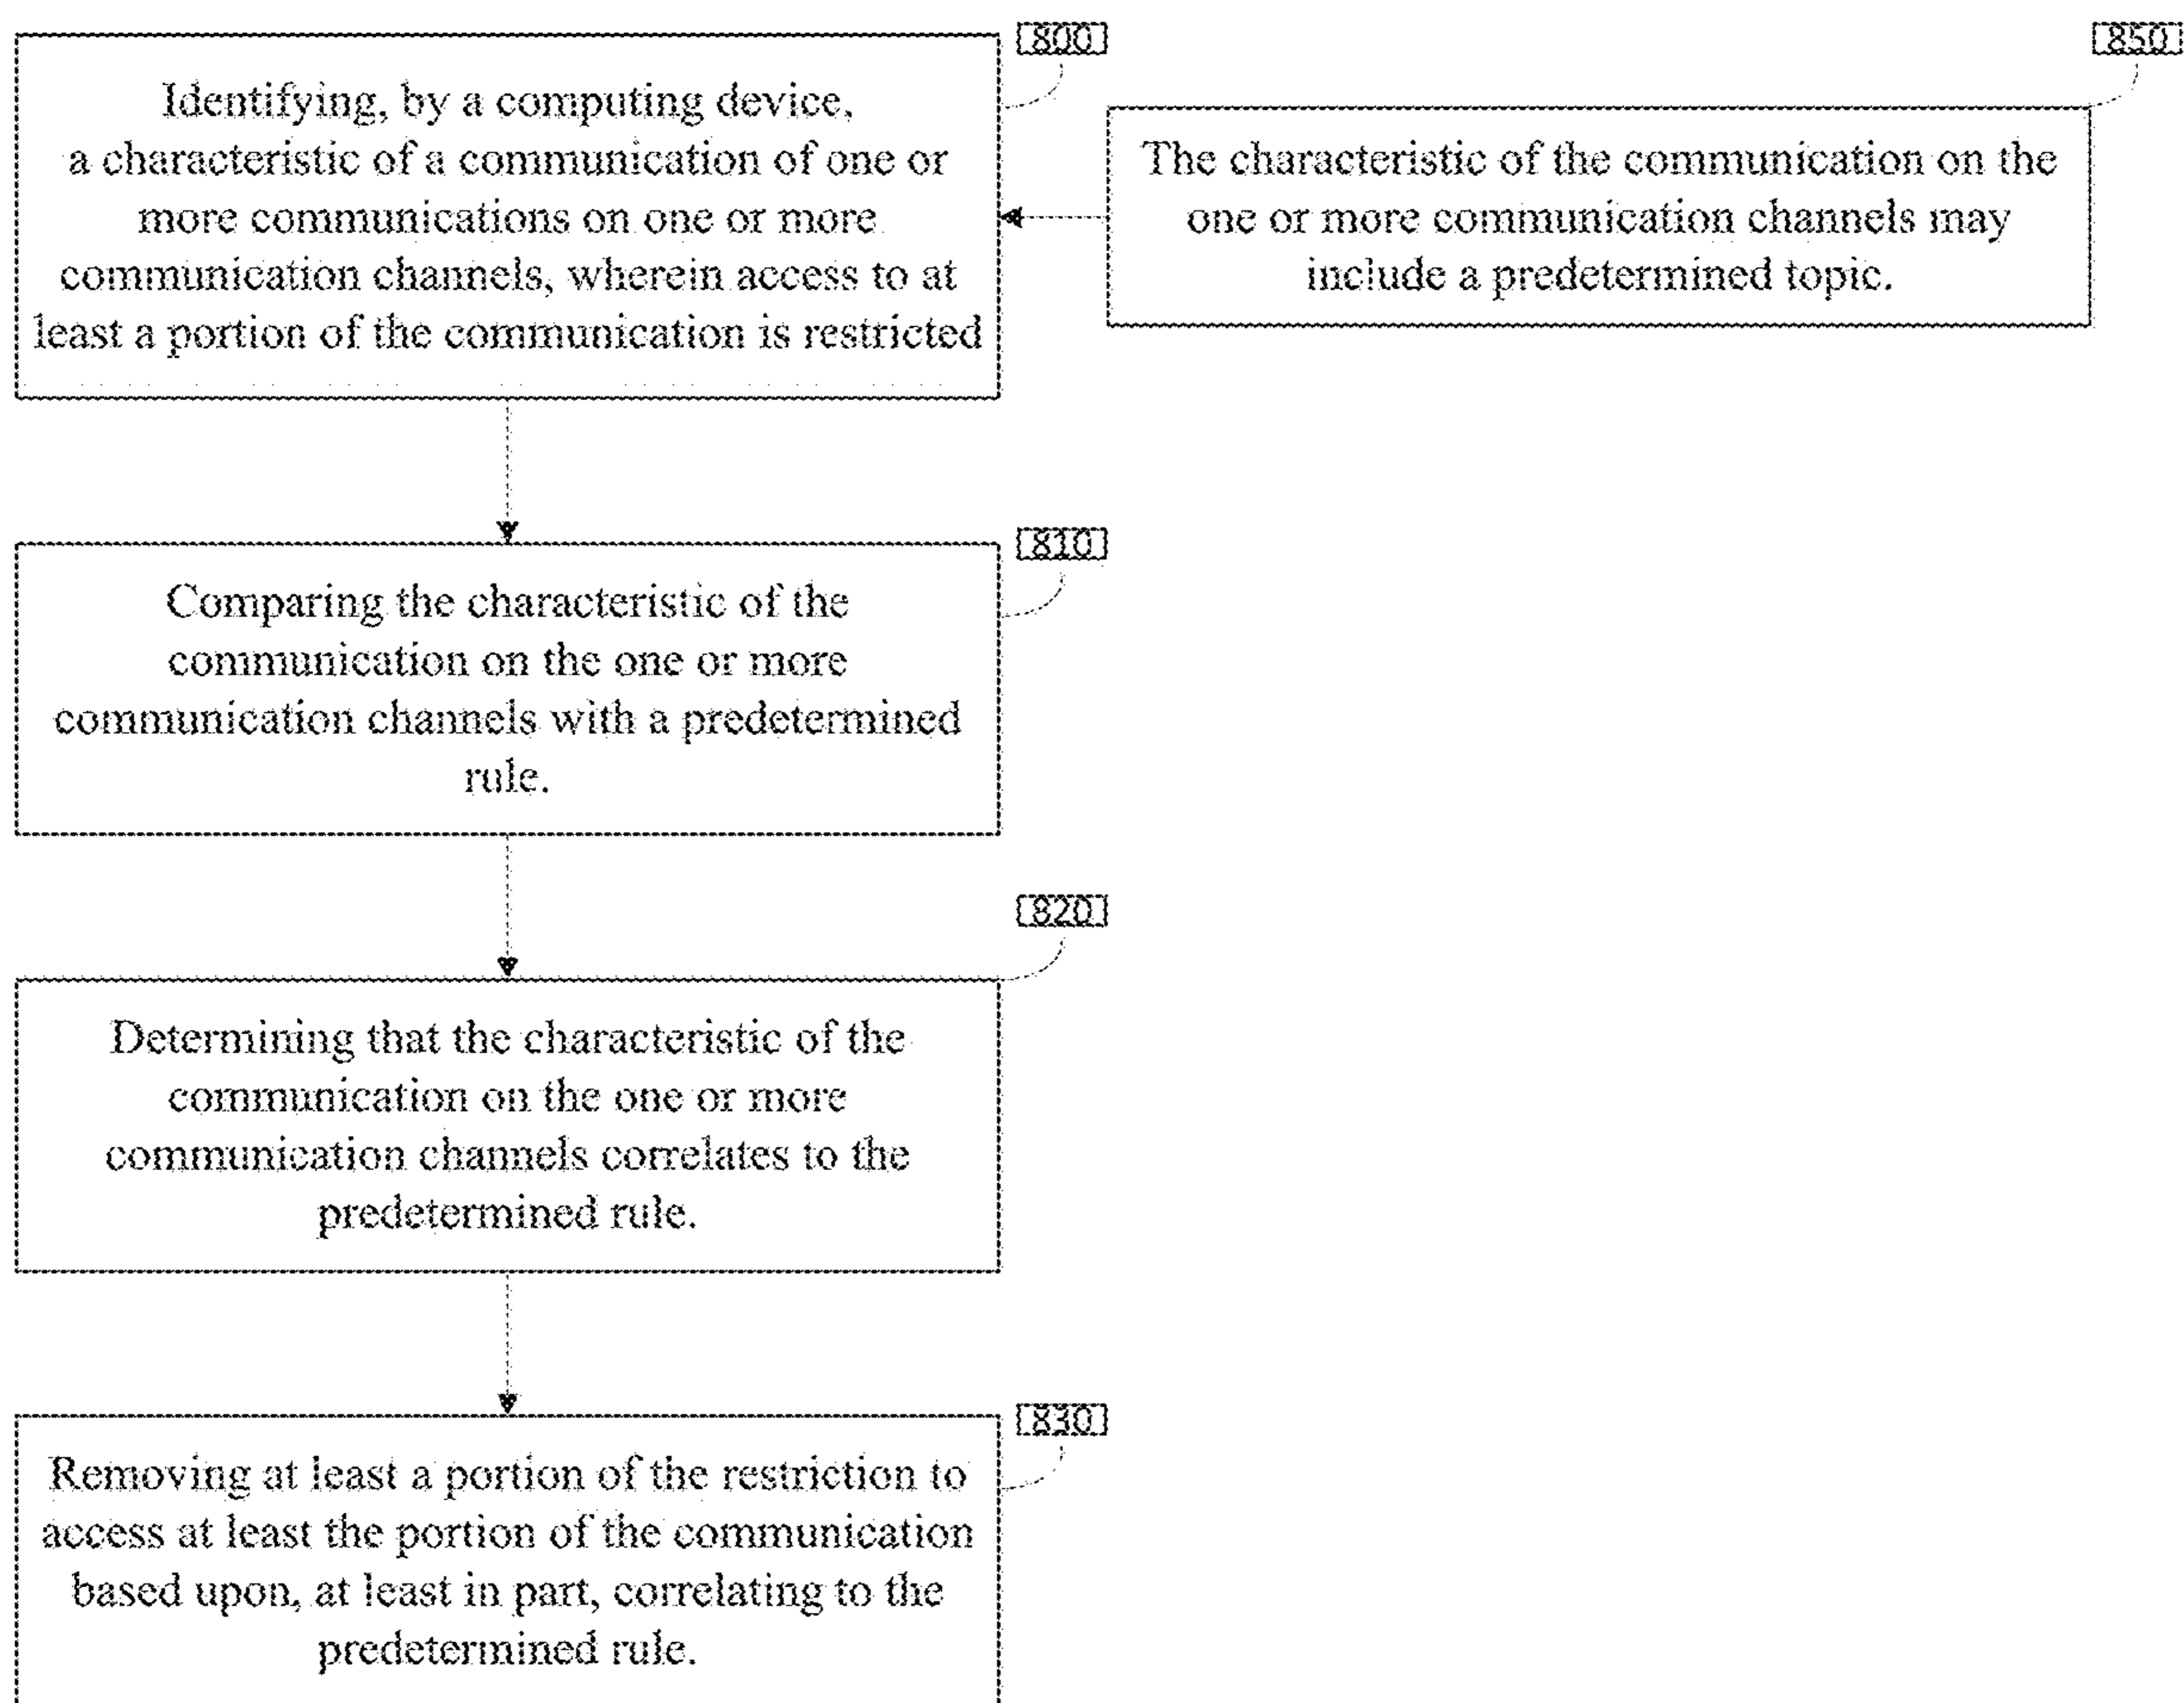 800
Identifying, by a computing device,
a characteristic of a communication of one or
more communications on one or more
communication channels, wherein access to at
least a portion of the communication is restricted
850
The characteristic of the communication on the
one or more communication channels may
include a predetermined topic.
810
Comparing the characteristic of the
communication on the one or more
communication channels with a predetermined
rule.
820
Determining that the characteristic of the
communication on the one or more
communication channels correlates to the
predetermined rule.
830
Removing at least a portion of the restriction to
access at least the portion of the communication
based upon, at least in part, correlating to the
predetermined rule.